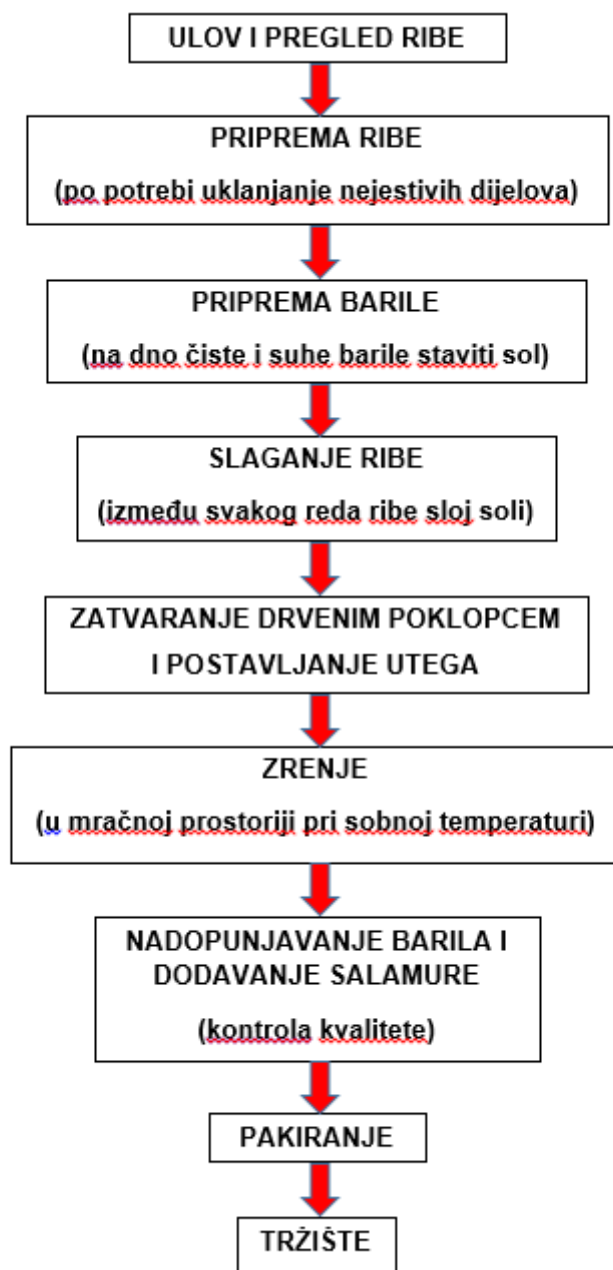 ULOV I PREGLED RIBE
PRIPREMA RIBE
(po potrebi uklanjanje nejestivih dijelova)
PRIPREMA BARILE
(na dno čiste i suhe barile staviti sol)
SLAGANJE RIBE
(između svakog reda ribe sloj soli)
ZATVARANJE DRVENIM POKLOPCEM
I POSTAVLJANJE UTEGA
ZRENJE
(u mračnoj prostoriji pri sobnoj temperaturi)
NADOPUNJAVANJE BARILA I
DODAVANJE SALAMURE
(kontrola kvalitete)
PAKIRANJE
TRŽIŠTE